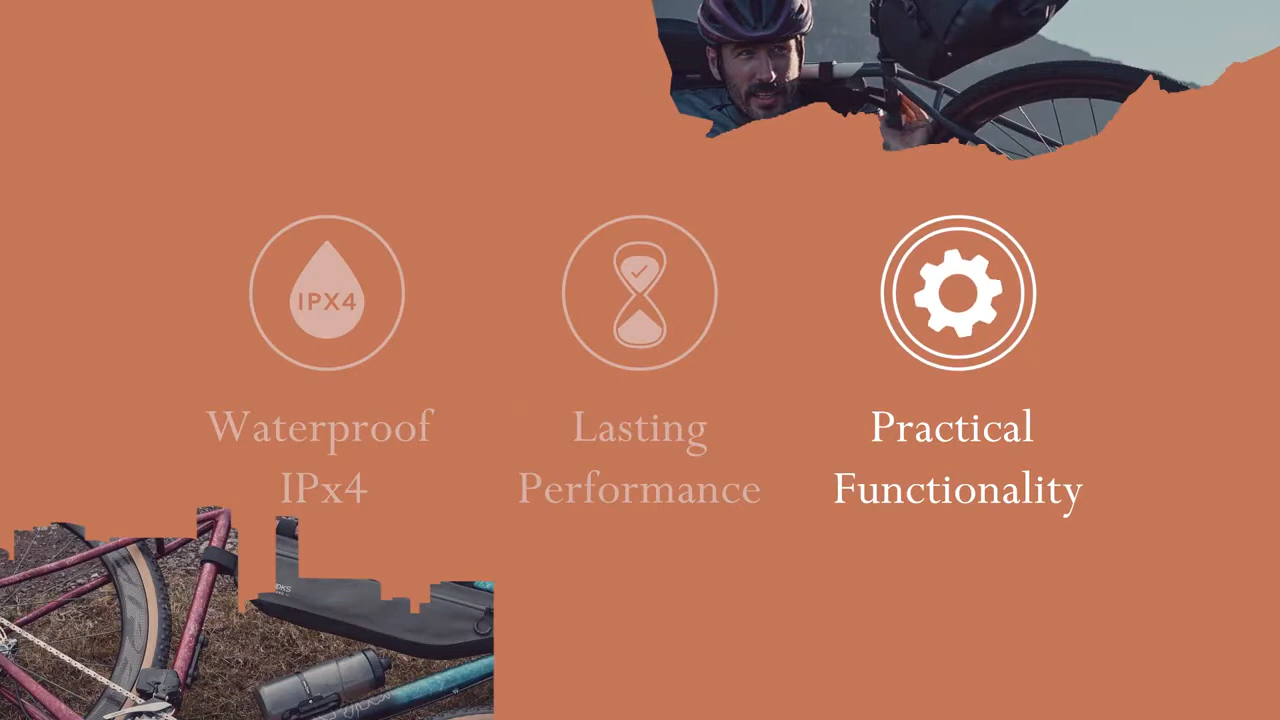 IPX4
Waterproof
IPx4
Lasting
Performance
Practical
Functionality